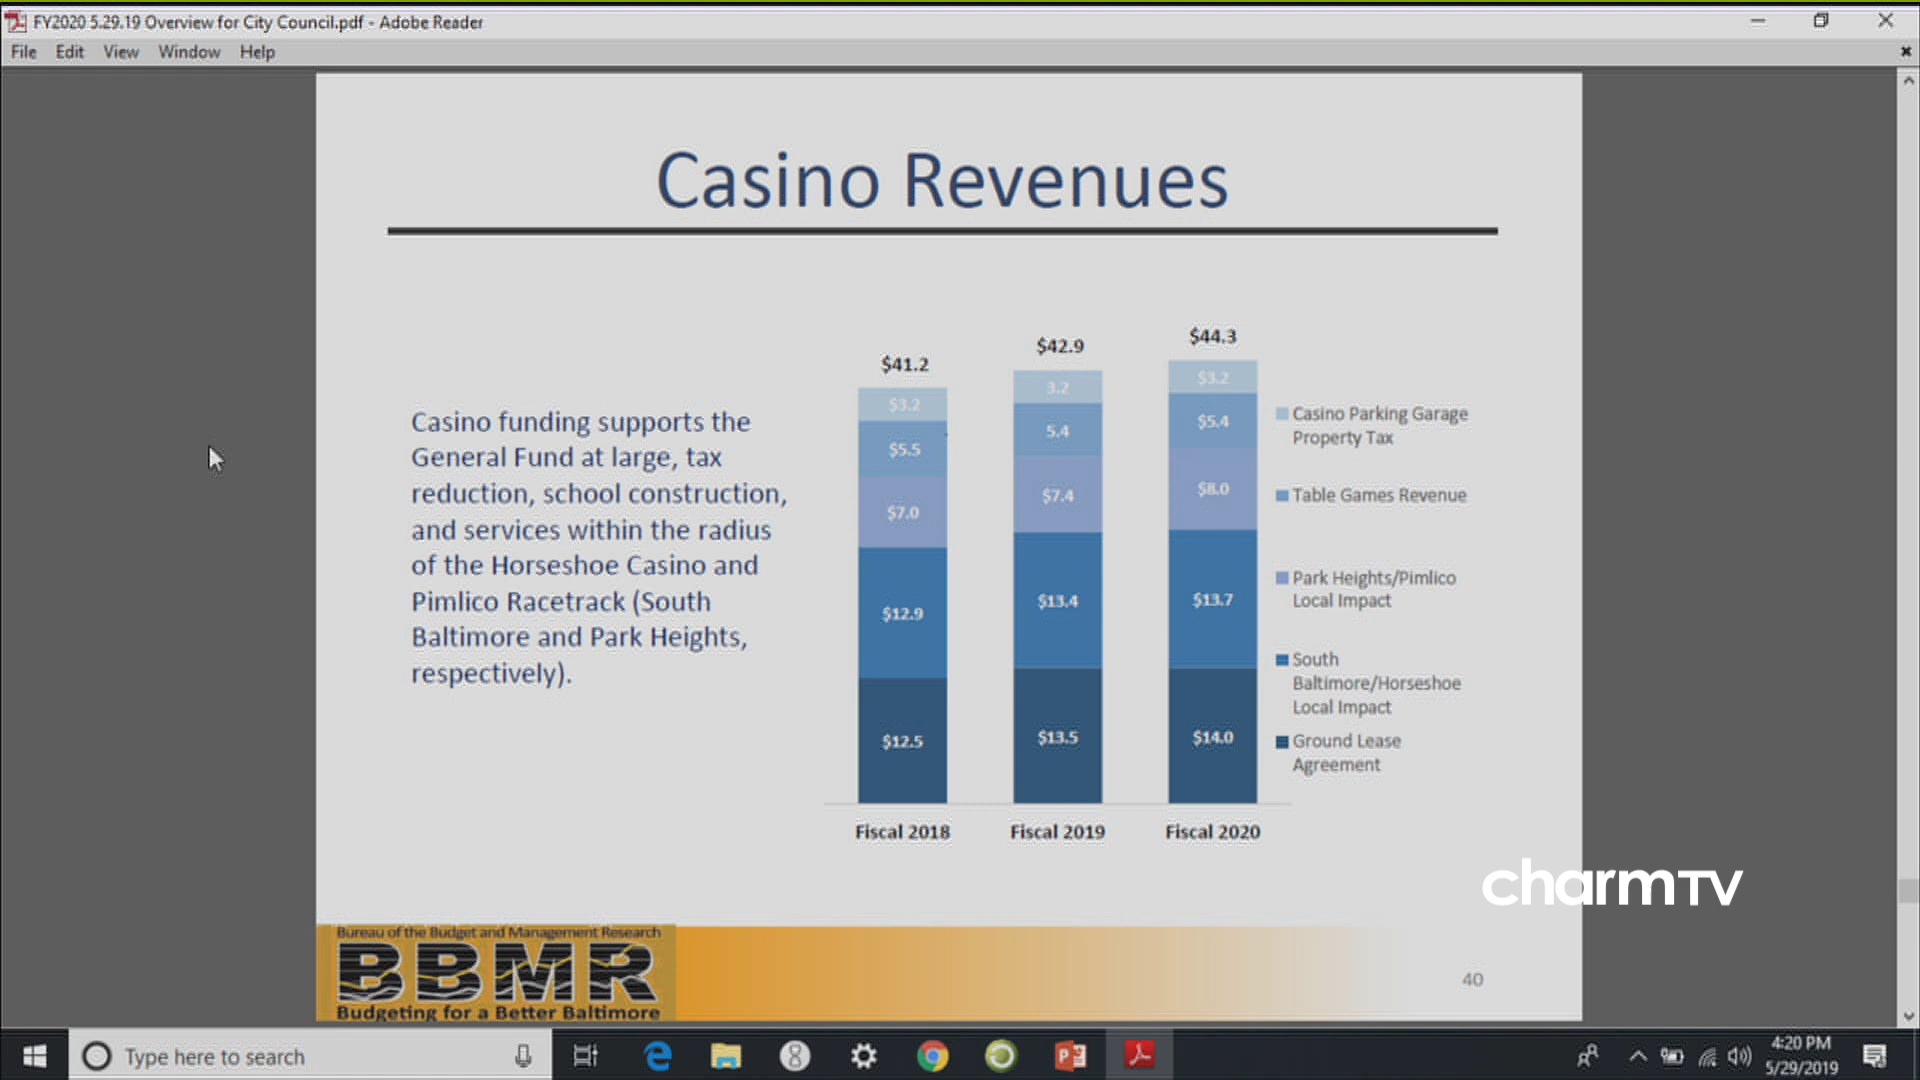 FY2020 5.29.19 Overview for City Council.pdf - Adobe Reader
File Edit View Window Help
Casino Revenues
Casino funding supports the
General Fund at large, tax
reduction, school construction,
and services within the radius
of the Horseshoe Casino and
Pimlico Racetrack (South
Baltimore and Park Heights,
respectively).
$41.2
$3.2
$5.5
$7.0
$12.9
$12.5
Fiscal 2018
$42.9
3.2
5.4
$7.4
$13.4
$13.5
Fiscal 2019
$44.3
$3.2
$5.4
$8.0
$13.7
$14.0
Fiscal 2020
Casino Parking Garage
Property Tax
Table Games Revenue
Park Heights/Pimlico
Local Impact
South
Baltimore/Horseshoe
Local Impact
Ground Lease
Agreement
charmTV
Bureau of the Budget and Management Research
BBMR
Budgeting for a Better Baltimore
40
Type here to search
4:20 PM
5/29/2019